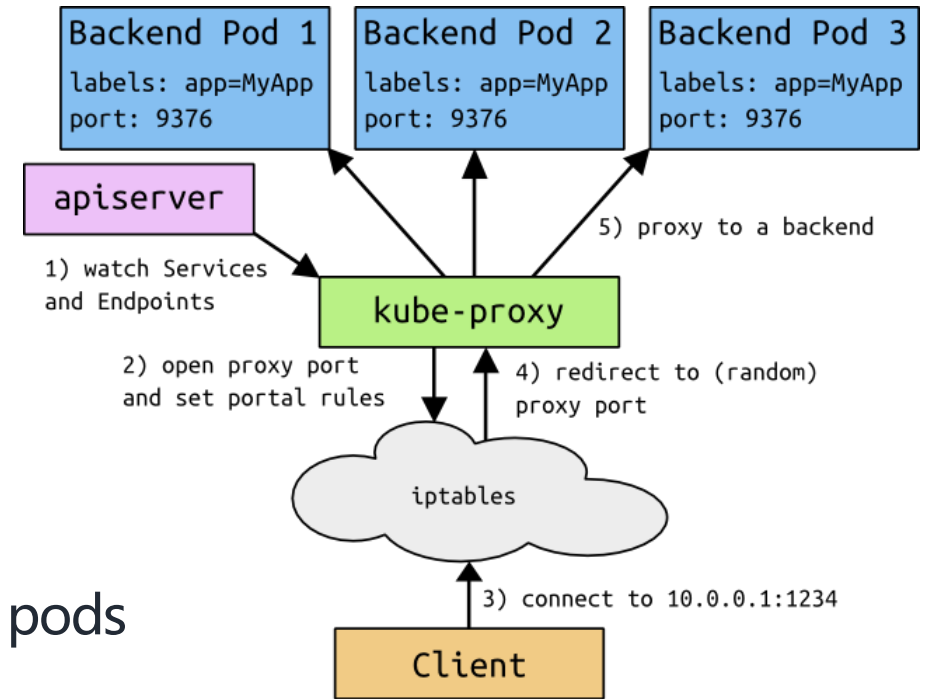 Backend Pod 1
labels: app=MyApp
port: 9376
Backend Pod 2
labels: app=MyApp
port: 9376
Backend Pod 3
labels: app=MyApp
port: 9376
apiserver
1) watch Services
and Endpoints
5) proxy to a backend
kube-proxy
2) open proxy port
and set portal rules
4) redirect to (random)
proxy port
iptables
3) connect to 10.0.0.1:1234
pods
Client